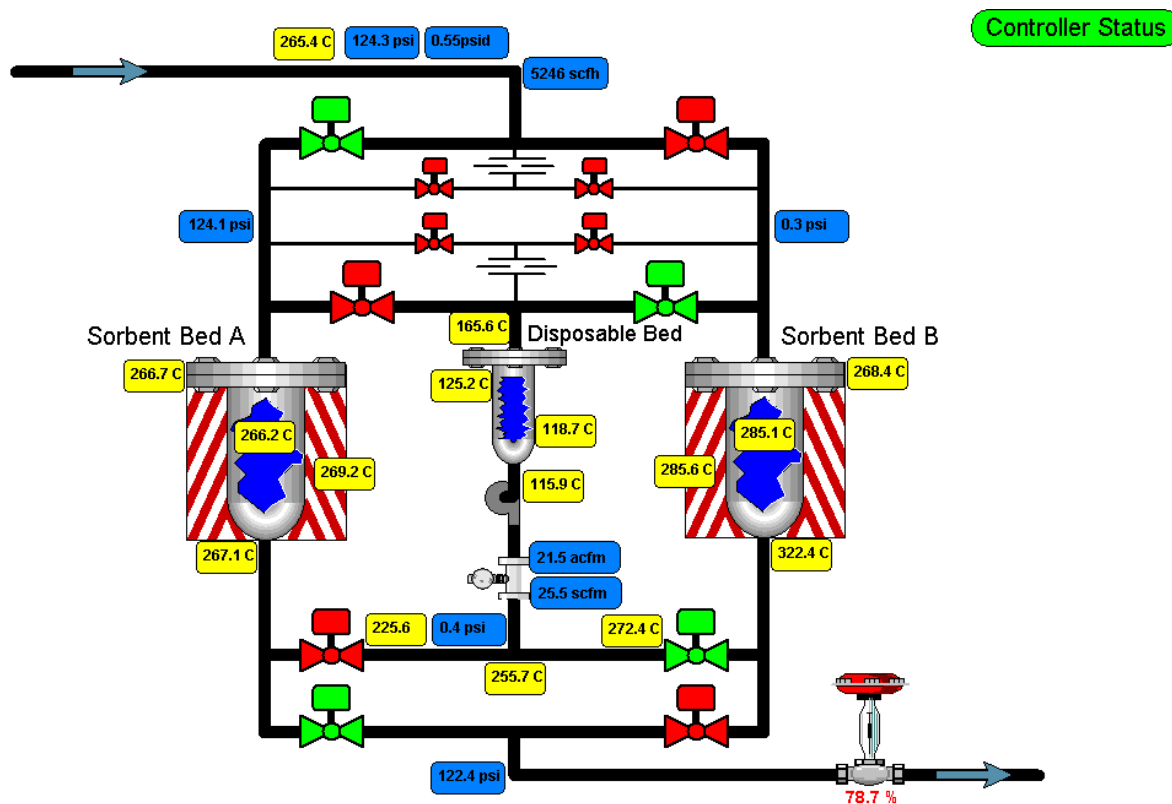 Controller Status
265.4 C
124.3 psi
0.55psid
5246 scfh
124.1 psi
0.3 psi
Sorbent Bed A
165.6 C
Disposable Bed
Sorbent Bed B
266.7 C
125.2 C
268.4 C
266.2 C
118.7 C
285.1 C
269.2 C
285.6 C
115.9 C
267.1 C
21.5 acfm
322.4 C
25.5 scfm
225.6
0.4 psi
272.4 C
255.7 C
122.4 psi
78.7 %